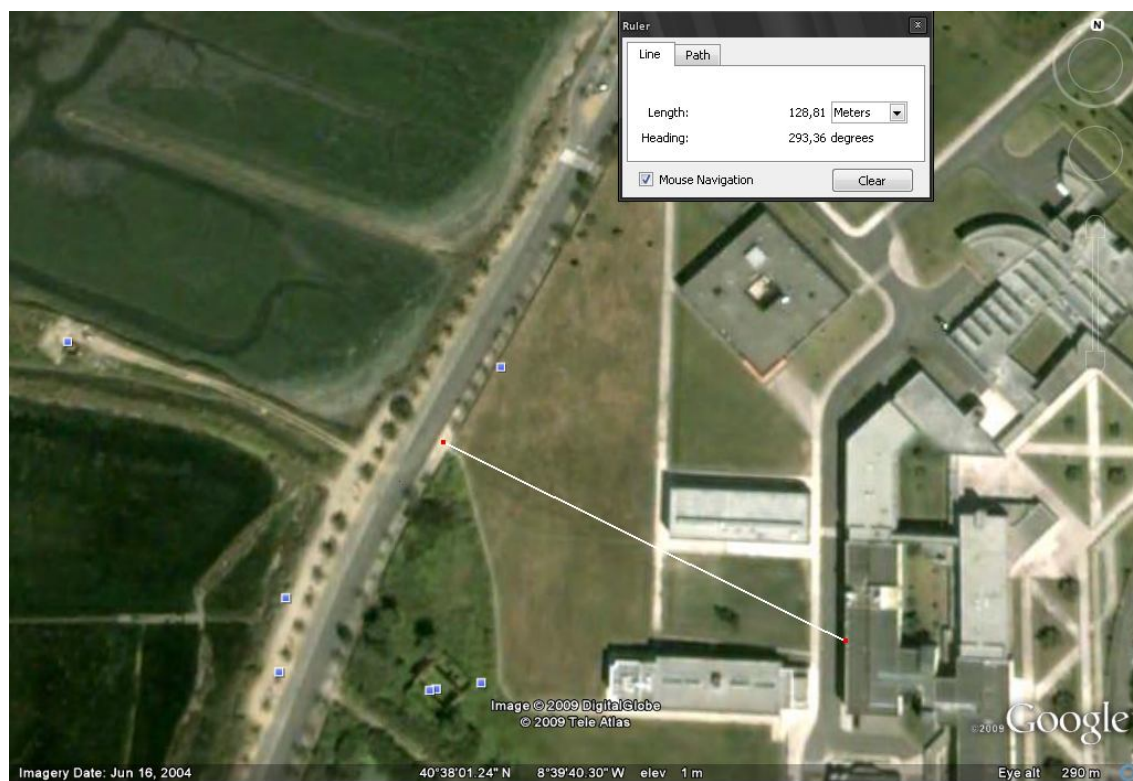 Ruler
Line Path
Length: 128,81 Meters
Heading: 293,36 degrees
Mouse Navigation Clear
N
Image © 2009 DigitalGlobe
© 2009 Tele Atlas
©2009 Google
Imagery Date: Jun 16, 2004 40°38'01.24" N 8°39'40.30" W elev 1 m Eye alt 290 m